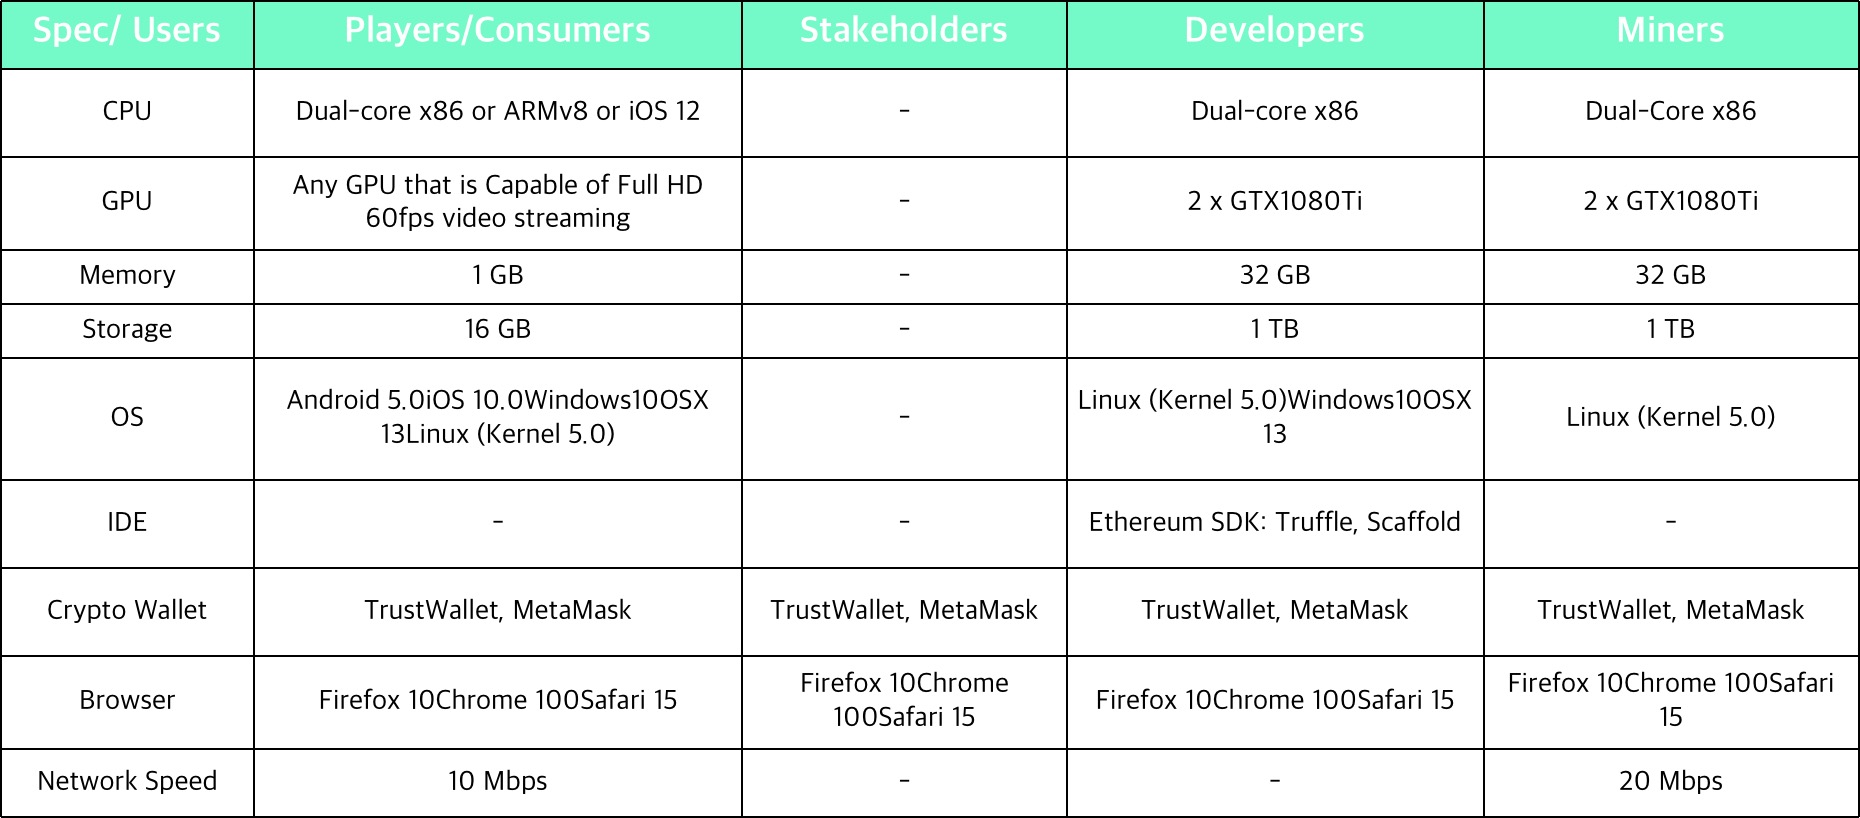 Spec/ Users Players/Consumers Stakeholders Developers Miners
CPU Dual-core x86 or ARMv8 or iOS 12 - Dual-core x86 Dual-Core x86
GPU Any GPU that is Capable of Full HD
60fps video streaming - 2 x GTX1080Ti 2 x GTX1080Ti
Memory 1 GB - 32 GB 32 GB
Storage 16 GB - 1 TB 1 TB
OS Android 5.0iOS 10.0Windows10OSX
13Linux (Kernel 5.0) - Linux (Kernel 5.0)Windows10OSX
13 Linux (Kernel 5.0)
IDE - - Ethereum SDK: Truffle, Scaffold -
Crypto Wallet TrustWallet, MetaMask TrustWallet, MetaMask TrustWallet, MetaMask TrustWallet, MetaMask
Browser Firefox 10Chrome 100Safari 15 Firefox 10Chrome
100Safari 15 Firefox 10Chrome 100Safari 15 Firefox 10Chrome 100Safari
15
Network Speed 10 Mbps - - 20 Mbps